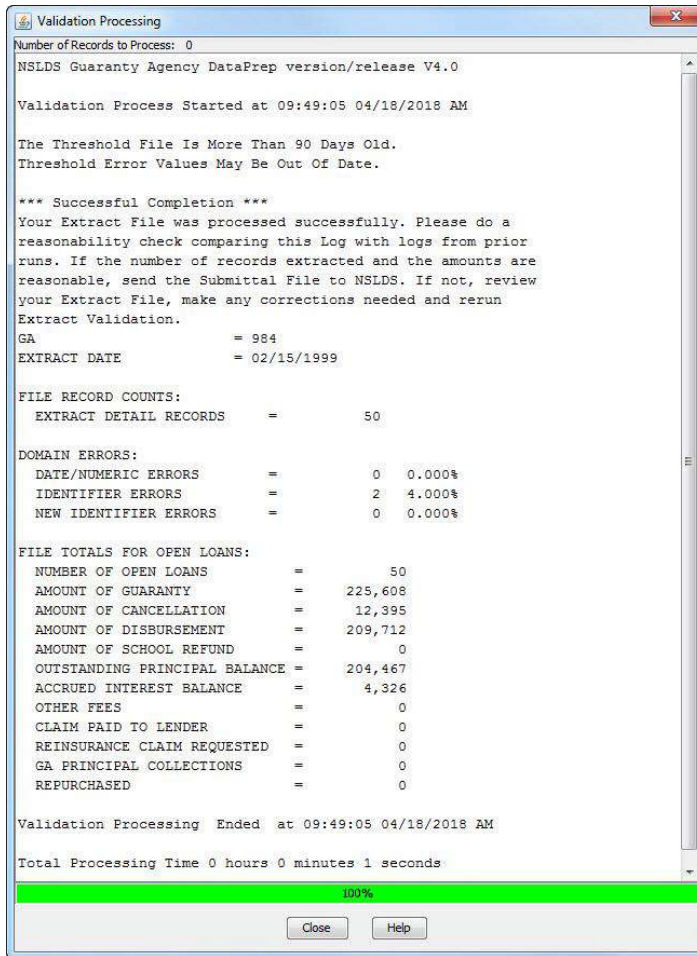 Validation Processing
Number of Records to Process: 0
NSLDS Guaranty Agency DataPrep version/release V4.0
Validation Process Started at 09:49:05 04/18/2018 AM
The Threshold File Is More Than 90 Days Old.
Threshold Error Values May Be Out Of Date.
*** Successful Completion ***
Your Extract File was processed successfully. Please do a
reasonability check comparing this Log with logs from prior
runs. If the number of records extracted and the amounts are
reasonable, send the Submittal File to NSLDS. If not, review
your Extract File, make any corrections needed and rerun
Extract Validation.
GA = 984
EXTRACT DATE = 02/15/1999
FILE RECORD COUNTS:
EXTRACT DETAIL RECORDS = 50
DOMAIN ERRORS:
DATE/NUMERIC ERRORS = 0 0.000%
IDENTIFIER ERRORS = 2 4.000%
NEW IDENTIFIER ERRORS = 0 0.000%
FILE TOTALS FOR OPEN LOANS:
NUMBER OF OPEN LOANS = 50
AMOUNT OF GUARANTY = 225,608
AMOUNT OF CANCELLATION = 12,395
AMOUNT OF DISBURSEMENT = 209,712
AMOUNT OF SCHOOL REFUND = 0
OUTSTANDING PRINCIPAL BALANCE = 204,467
ACCRUED INTEREST BALANCE = 4,326
OTHER FEES = 0
CLAIM PAID TO LENDER = 0
REINSURANCE CLAIM REQUESTED = 0
GA PRINCIPAL COLLECTIONS = 0
REPURCHASED = 0
Validation Processing Ended at 09:49:05 04/18/2018 AM
Total Processing Time 0 hours 0 minutes 1 seconds
100%
Close Help